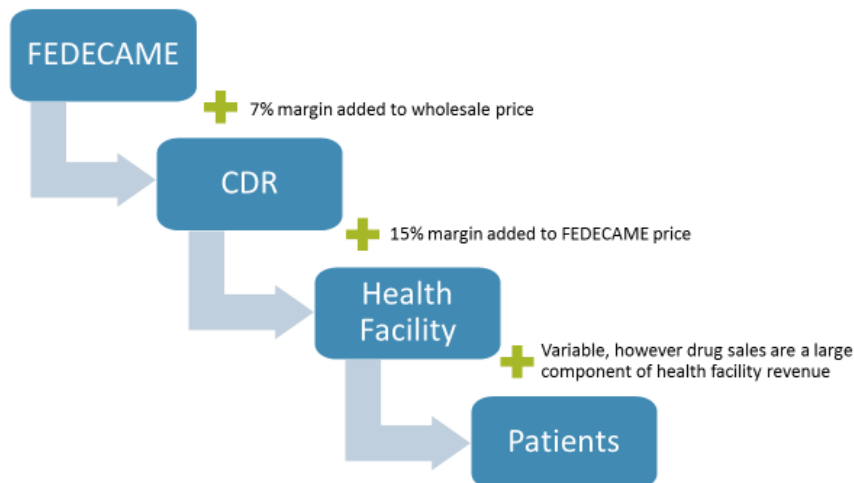 FEDECAME
7% margin added to wholesale price
CDR
15% margin added to FEDECAME price
Health
Facility
Variable, however drug sales are a large
component of health facility revenue
Patients